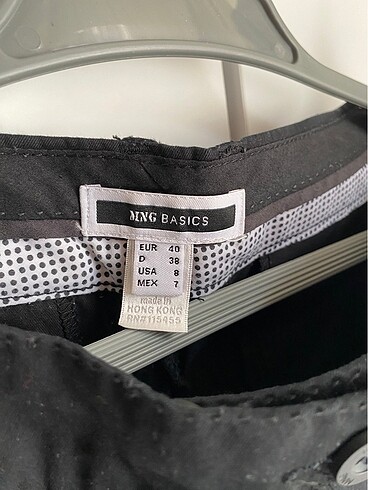 MNG BASICS
EUR 40
D 38
USA 8
MEX 7
made in
HONG KONG
RN#115455